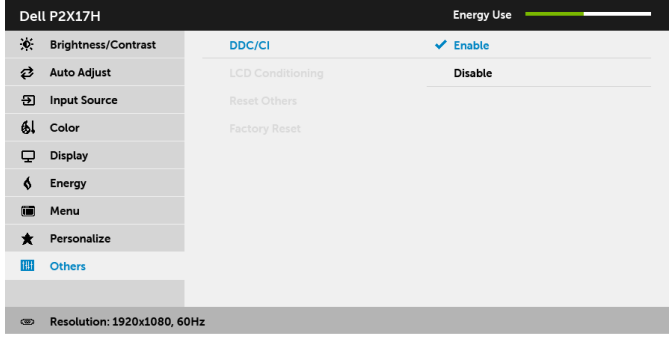 Dell P2X17H Energy Use
Brightness/Contrast DDC/CI Enable
Auto Adjust LCD Conditioning Disable
Input Source Reset Others
Color Factory Reset
Display
Energy
Menu
Personalize
Others
Resolution: 1920x1080, 60Hz